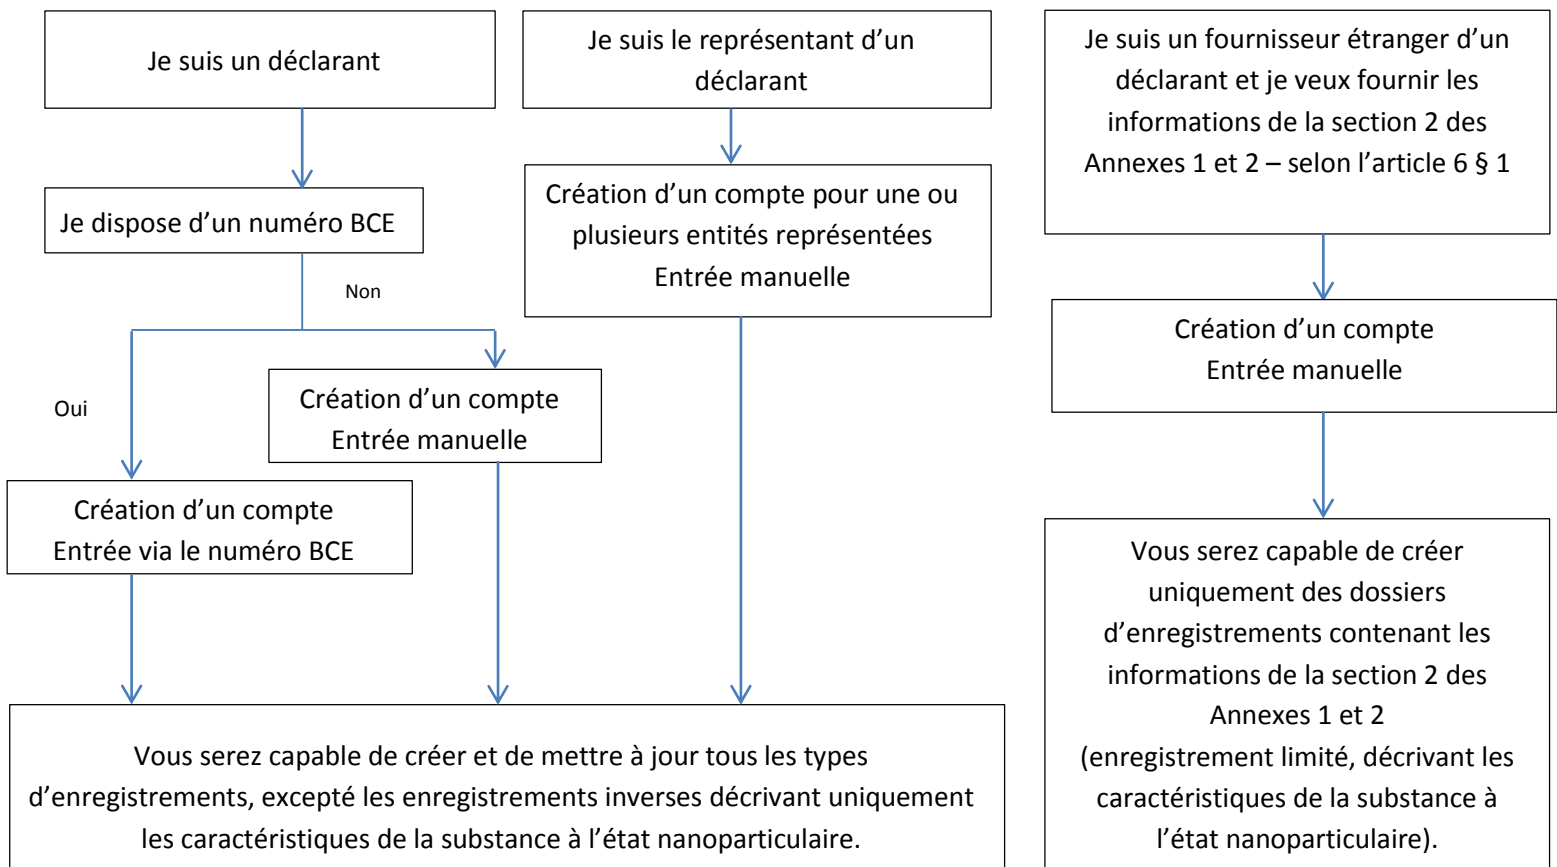 Je suis un déclarant
Je suis le représentant d’un
déclarant
Je suis un fournisseur étranger d’un
déclarant et je veux fournir les
informations de la section 2 des
Annexes 1 et 2 – selon l’article 6 § 1
Je dispose d’un numéro BCE
Création d’un compte pour une ou
plusieurs entités représentées
Entrée manuelle
Non
Oui
Création d’un compte
Entrée manuelle
Création d’un compte
Entrée manuelle
Création d’un compte
Entrée via le numéro BCE
Vous serez capable de créer et de mettre à jour tous les types
d’enregistrements, excepté les enregistrements inverses décrivant uniquement
les caractéristiques de la substance à l’état nanoparticulaire.
Vous serez capable de créer
uniquement des dossiers
d’enregistrements contenant les
informations de la section 2 des
Annexes 1 et 2
(enregistrement limité, décrivant les
caractéristiques de la substance à
l’état nanoparticulaire).